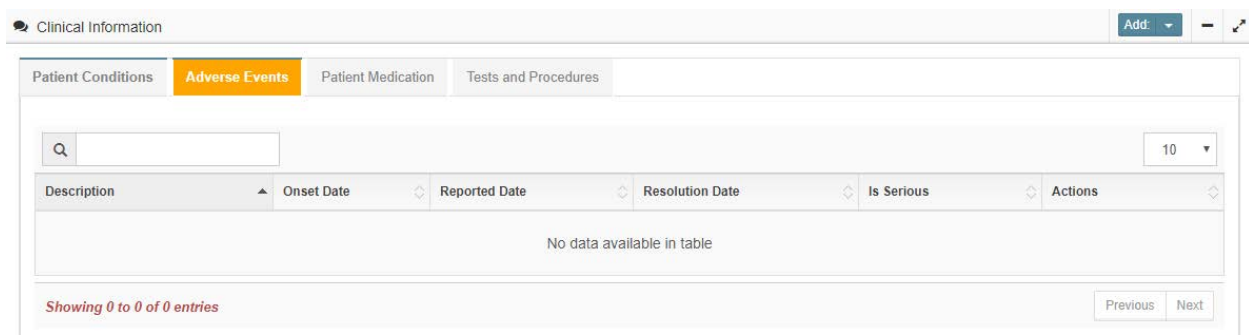 Clinical Information
Add:
Patient Conditions Adverse Events Patient Medication Tests and Procedures
10
Description Onset Date Reported Date Resolution Date Is Serious Actions
No data available in table
Showing 0 to 0 of 0 entries
Previous Next